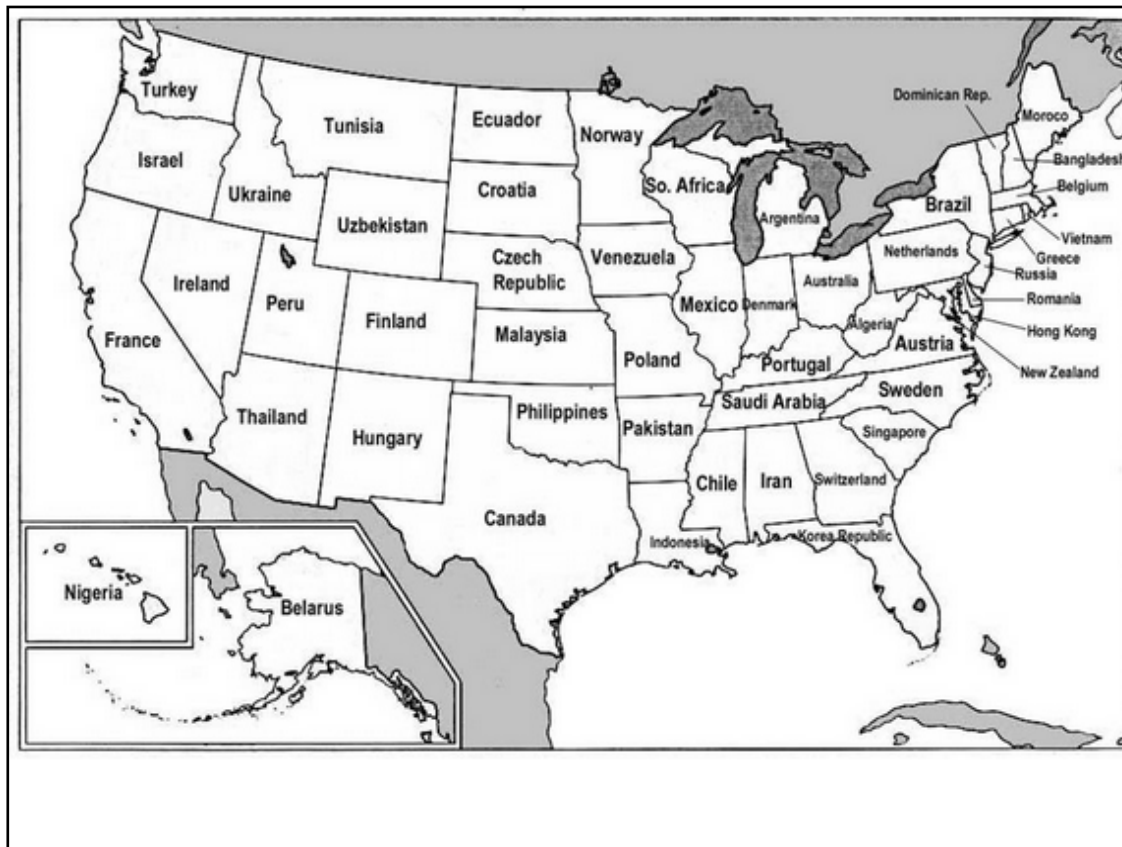 Dominican Rep.
Moroco
Turkey
Tunisia
Ecuador
Norway
Israel
Bangladesh
Ukraine
Croatia
So. Africa
Belgium
Uzbekistan
Argentina
Brazil
Vietnam
Czech
Republic
Venezuela
Netherlands
Greece
Ireland
Russia
Australia
Peru
Finland
Mexico
Denmark
Romania
France
Malaysia
Algeria
Hong Kong
Poland
Portugal
Austria
New Zealand
Thailand
Philippines
Saudi Arabia
Sweden
Hungary
Pakistan
Singapore
Chile
Iran
Switzerland
Canada
Indonesia
Korea Republic
Nigeria
Belarus